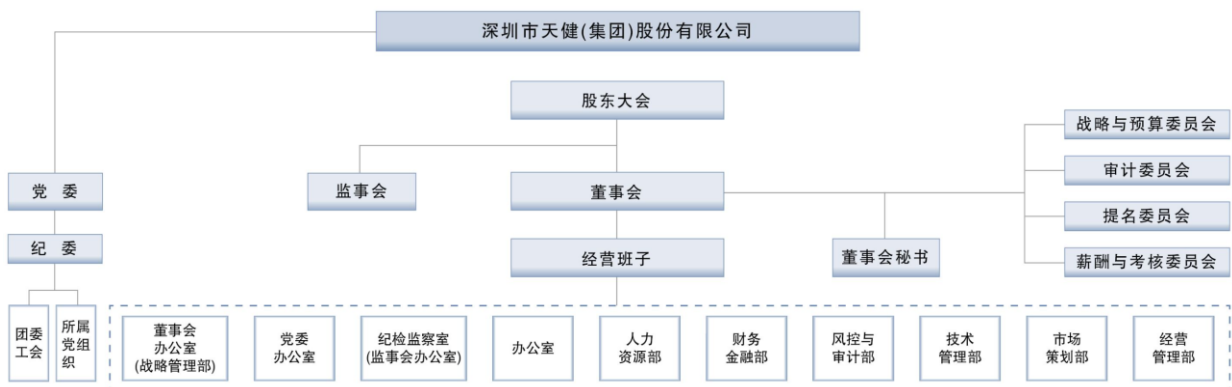 深圳市天健(集团)股份有限公司
股东大会
战略与预算委员会
审计委员会
党 委
监事会
董事会
提名委员会
纪 委
经营班子
董事会秘书
薪酬与考核委员会
团委
工会
所属
党组
织
董事会
办公室
(战略管理部)
党委
办公室
纪检监察室
(监事会办公室)
办公室
人力
资源部
财务
金融部
风控与
审计部
技术
管理部
市场
策划部
经营
管理部